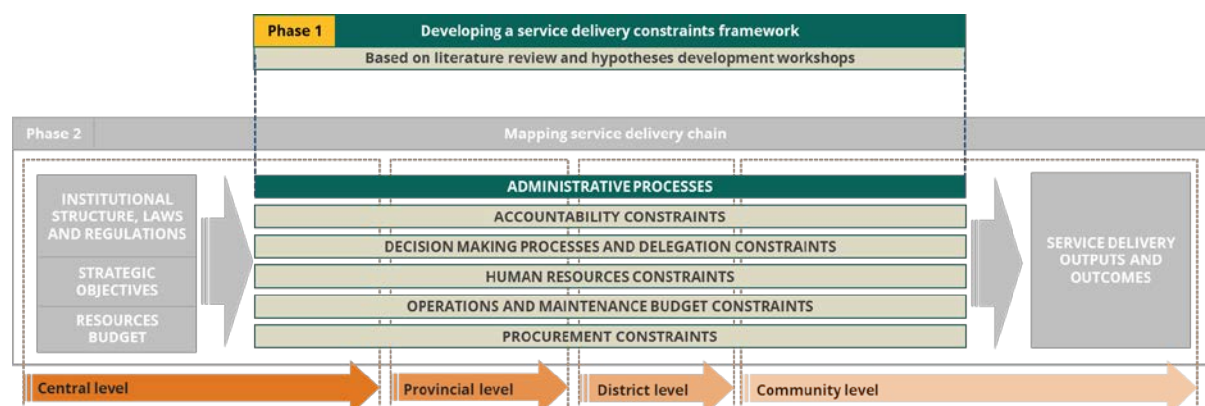 Phase 1
Developing a service delivery constraints framework
Based on literature review and hypotheses development workshops
Phase 2
Mapping service delivery chain
INSTITUTIONAL
STRUCTURE, LAWS
AND REGULATIONS
STRATEGIC
OBJECTIVES
RESOURCES
BUDGET
ADMINISTRATIVE PROCESSES
ACCOUNTABILITY CONSTRAINTS
DECISION MAKING PROCESSES AND DELEGATION CONSTRAINTS
HUMAN RESOURCES CONSTRAINTS
OPERATIONS AND MAINTENANCE BUDGET CONSTRAINTS
PROCUREMENT CONSTRAINTS
SERVICE DELIVERY
OUTPUTS AND
OUTCOMES
Central level
Provincial level
District level
Community level